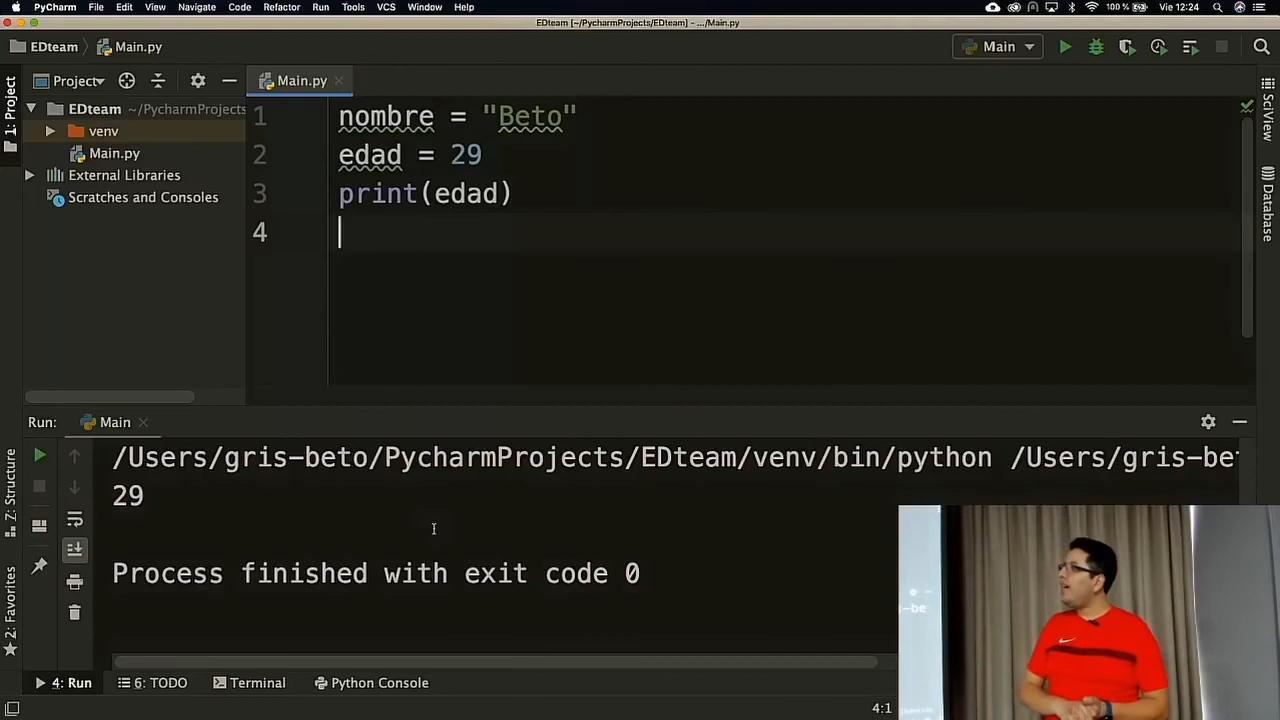 PyCharm File Edit View Navigate Code Refactor Run Tools VCS Window Help 100 % Vie 12:24
EDteam [~/PycharmProjects/EDteam] - .../Main.py
EDteam Main.py Main
1: Project
Project
EDteam ~/PycharmProjects
venv
Main.py
External Libraries
Scratches and Consoles
Main.py
1 nombre = "Beto"
2 edad = 29
3 print(edad)
4
SciView
Database
Run: Main
/Users/gris-beto/PycharmProjects/EDteam/venv/bin/python /Users/gris-be
29
Process finished with exit code 0
Z: Structure
2: Favorites
4: Run 6: TODO Terminal Python Console
4:1